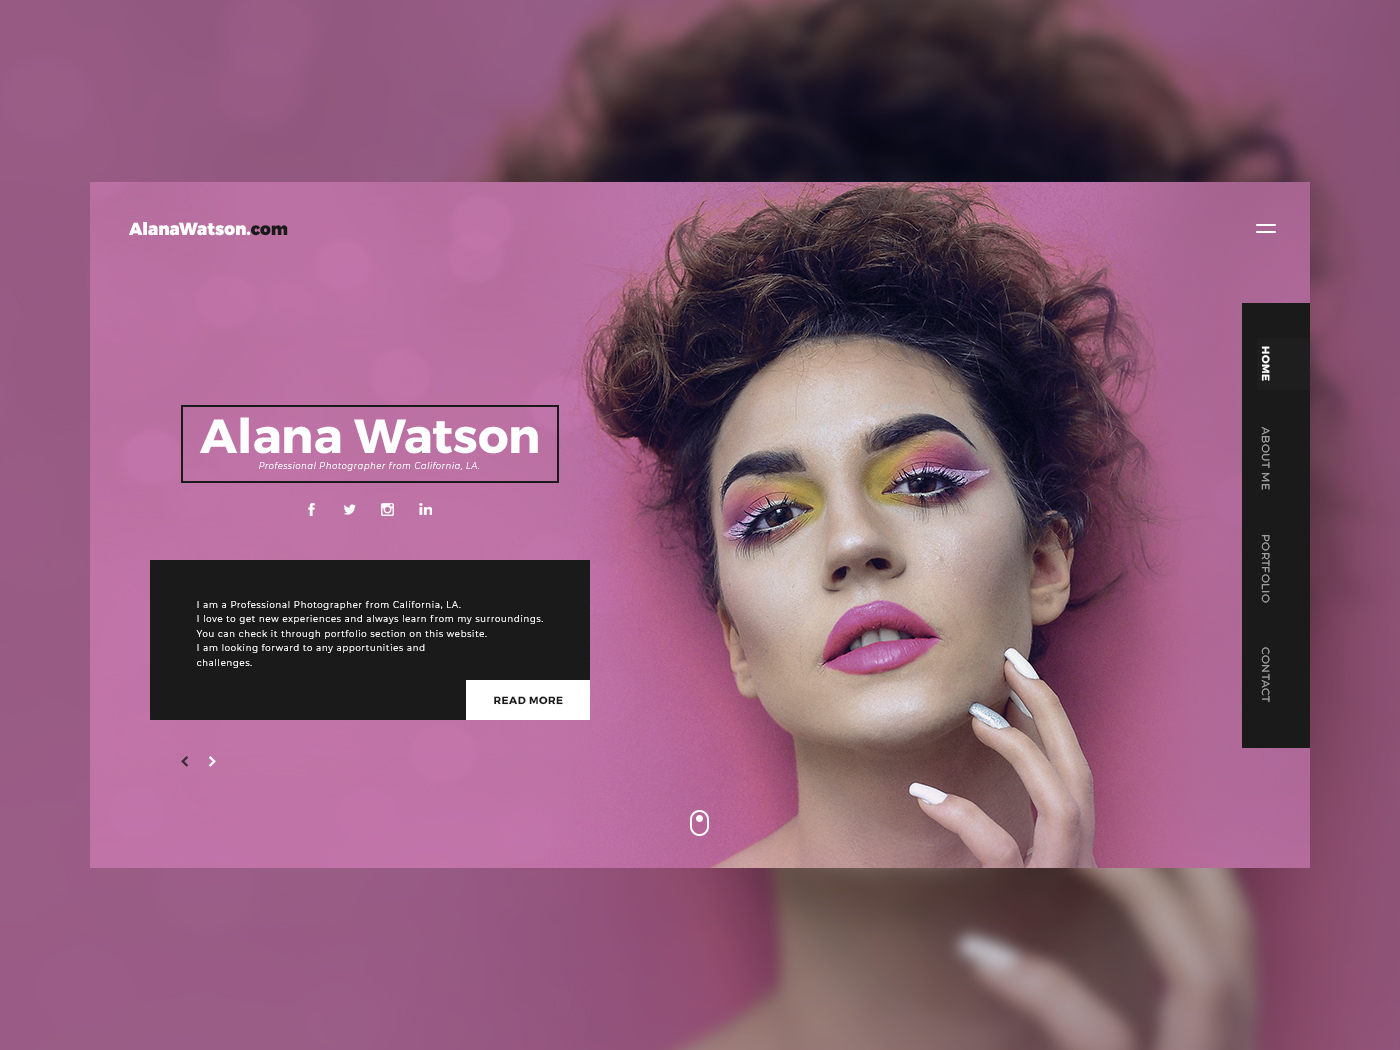 AlanaWatson.com
Alana Watson
Professional Photographer from California, LA.
I am a Professional Photographer from California, LA.
I love to get new experiences and always learn from my surroundings.
You can check it through portfolio section on this website.
I am looking forward to any apportunities and
challenges.
READ MORE
HOME
ABOUT ME
PORTFOLIO
CONTACT